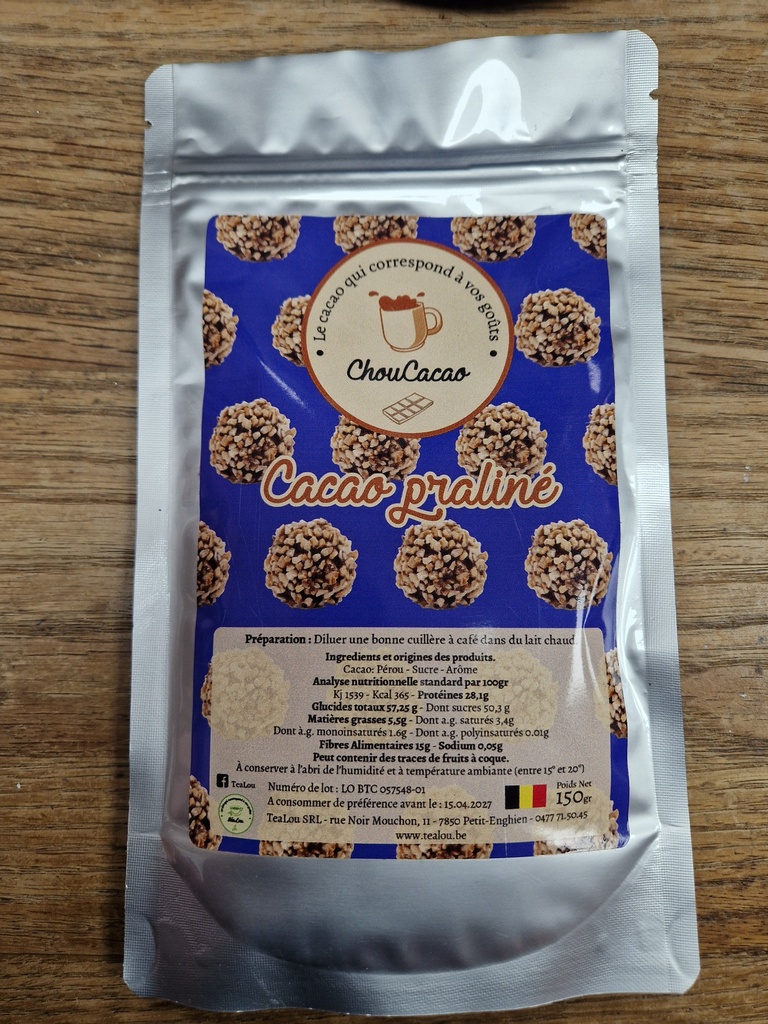 Le cacao qui correspond à vos goûts
ChouCacao
Cacao praliné
Préparation : Diluer une bonne cuillère à café dans du lait chaud.
Ingredients et origines des produits.
Cacao: Pérou - Sucre - Arôme
Analyse nutritionnelle standard par 100gr
Kj 1539 - Kcal 365 - Protéines 28,1g
Glucides totaux 57,25 g - Dont sucres 50,3 g
Matières grasses 5,5g - Dont a.g. saturés 3,4g
Dont à.g. monoinsaturés 1.6g - Dont a.g. polyinsaturés 0.01g
Fibres Alimentaires 15g - Sodium 0,05g
Peut contenir des traces de fruits à coque.
À conserver à l'abri de l'humidité et à température ambiante (entre 15° et 20°)
TeaLou
Numéro de lot : LO BTC 057548-01
A consommer de préférence avant le : 15.04.2027
Poids Net
150gr
TeaLou SRL - rue Noir Mouchon, 11 - 7850 Petit-Enghien - 0477 71.50.45
www.tealou.be